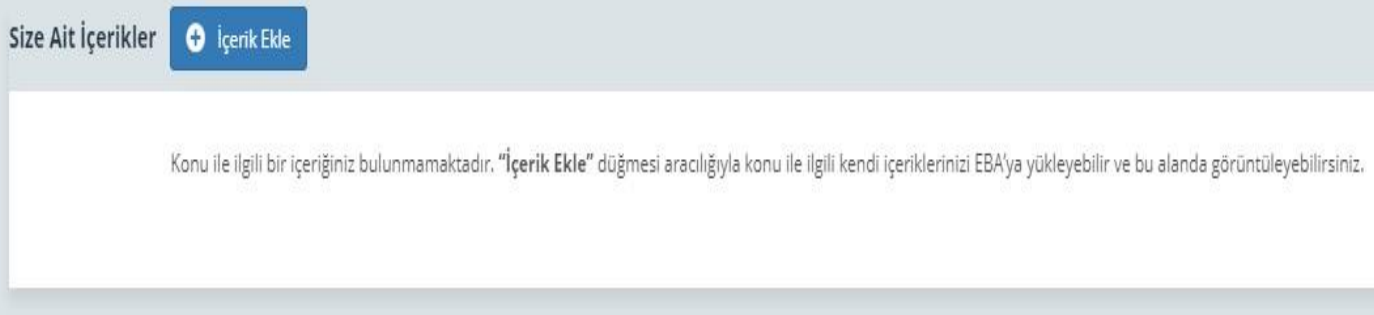 Size Ait İçerikler İçerik Ekle
Konu ile ilgili bir içeriğiniz bulunmamaktadır. “İçerik Ekle” düğmesi aracılığıyla konu ile ilgili kendi içeriklerinizi EBA’ya yükleyebilir ve bu alanda görüntüleyebilirsiniz.